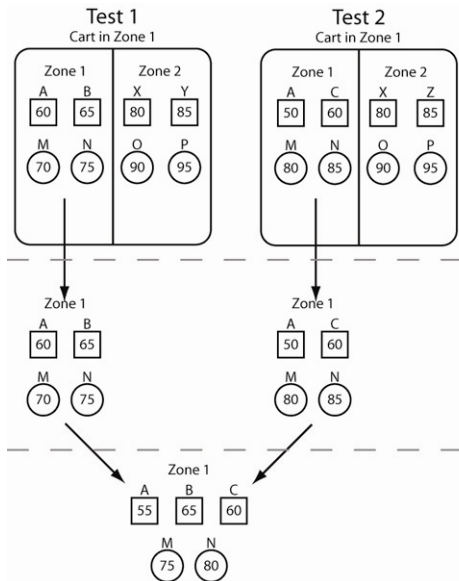 Test 1 Test 2
Cart in Zone 1 Cart in Zone 1
Zone 1 Zone 2 Zone 1 Zone 2
A B X Y A C X Z
60 65 80 85 50 60 80 85
M N O P M N O P
70 75 90 95 80 85 90 95
Zone 1 Zone 1
A B A C
60 65 50 60
M N M N
70 75 80 85
Zone 1
A B C
55 65 60
M N
75 80